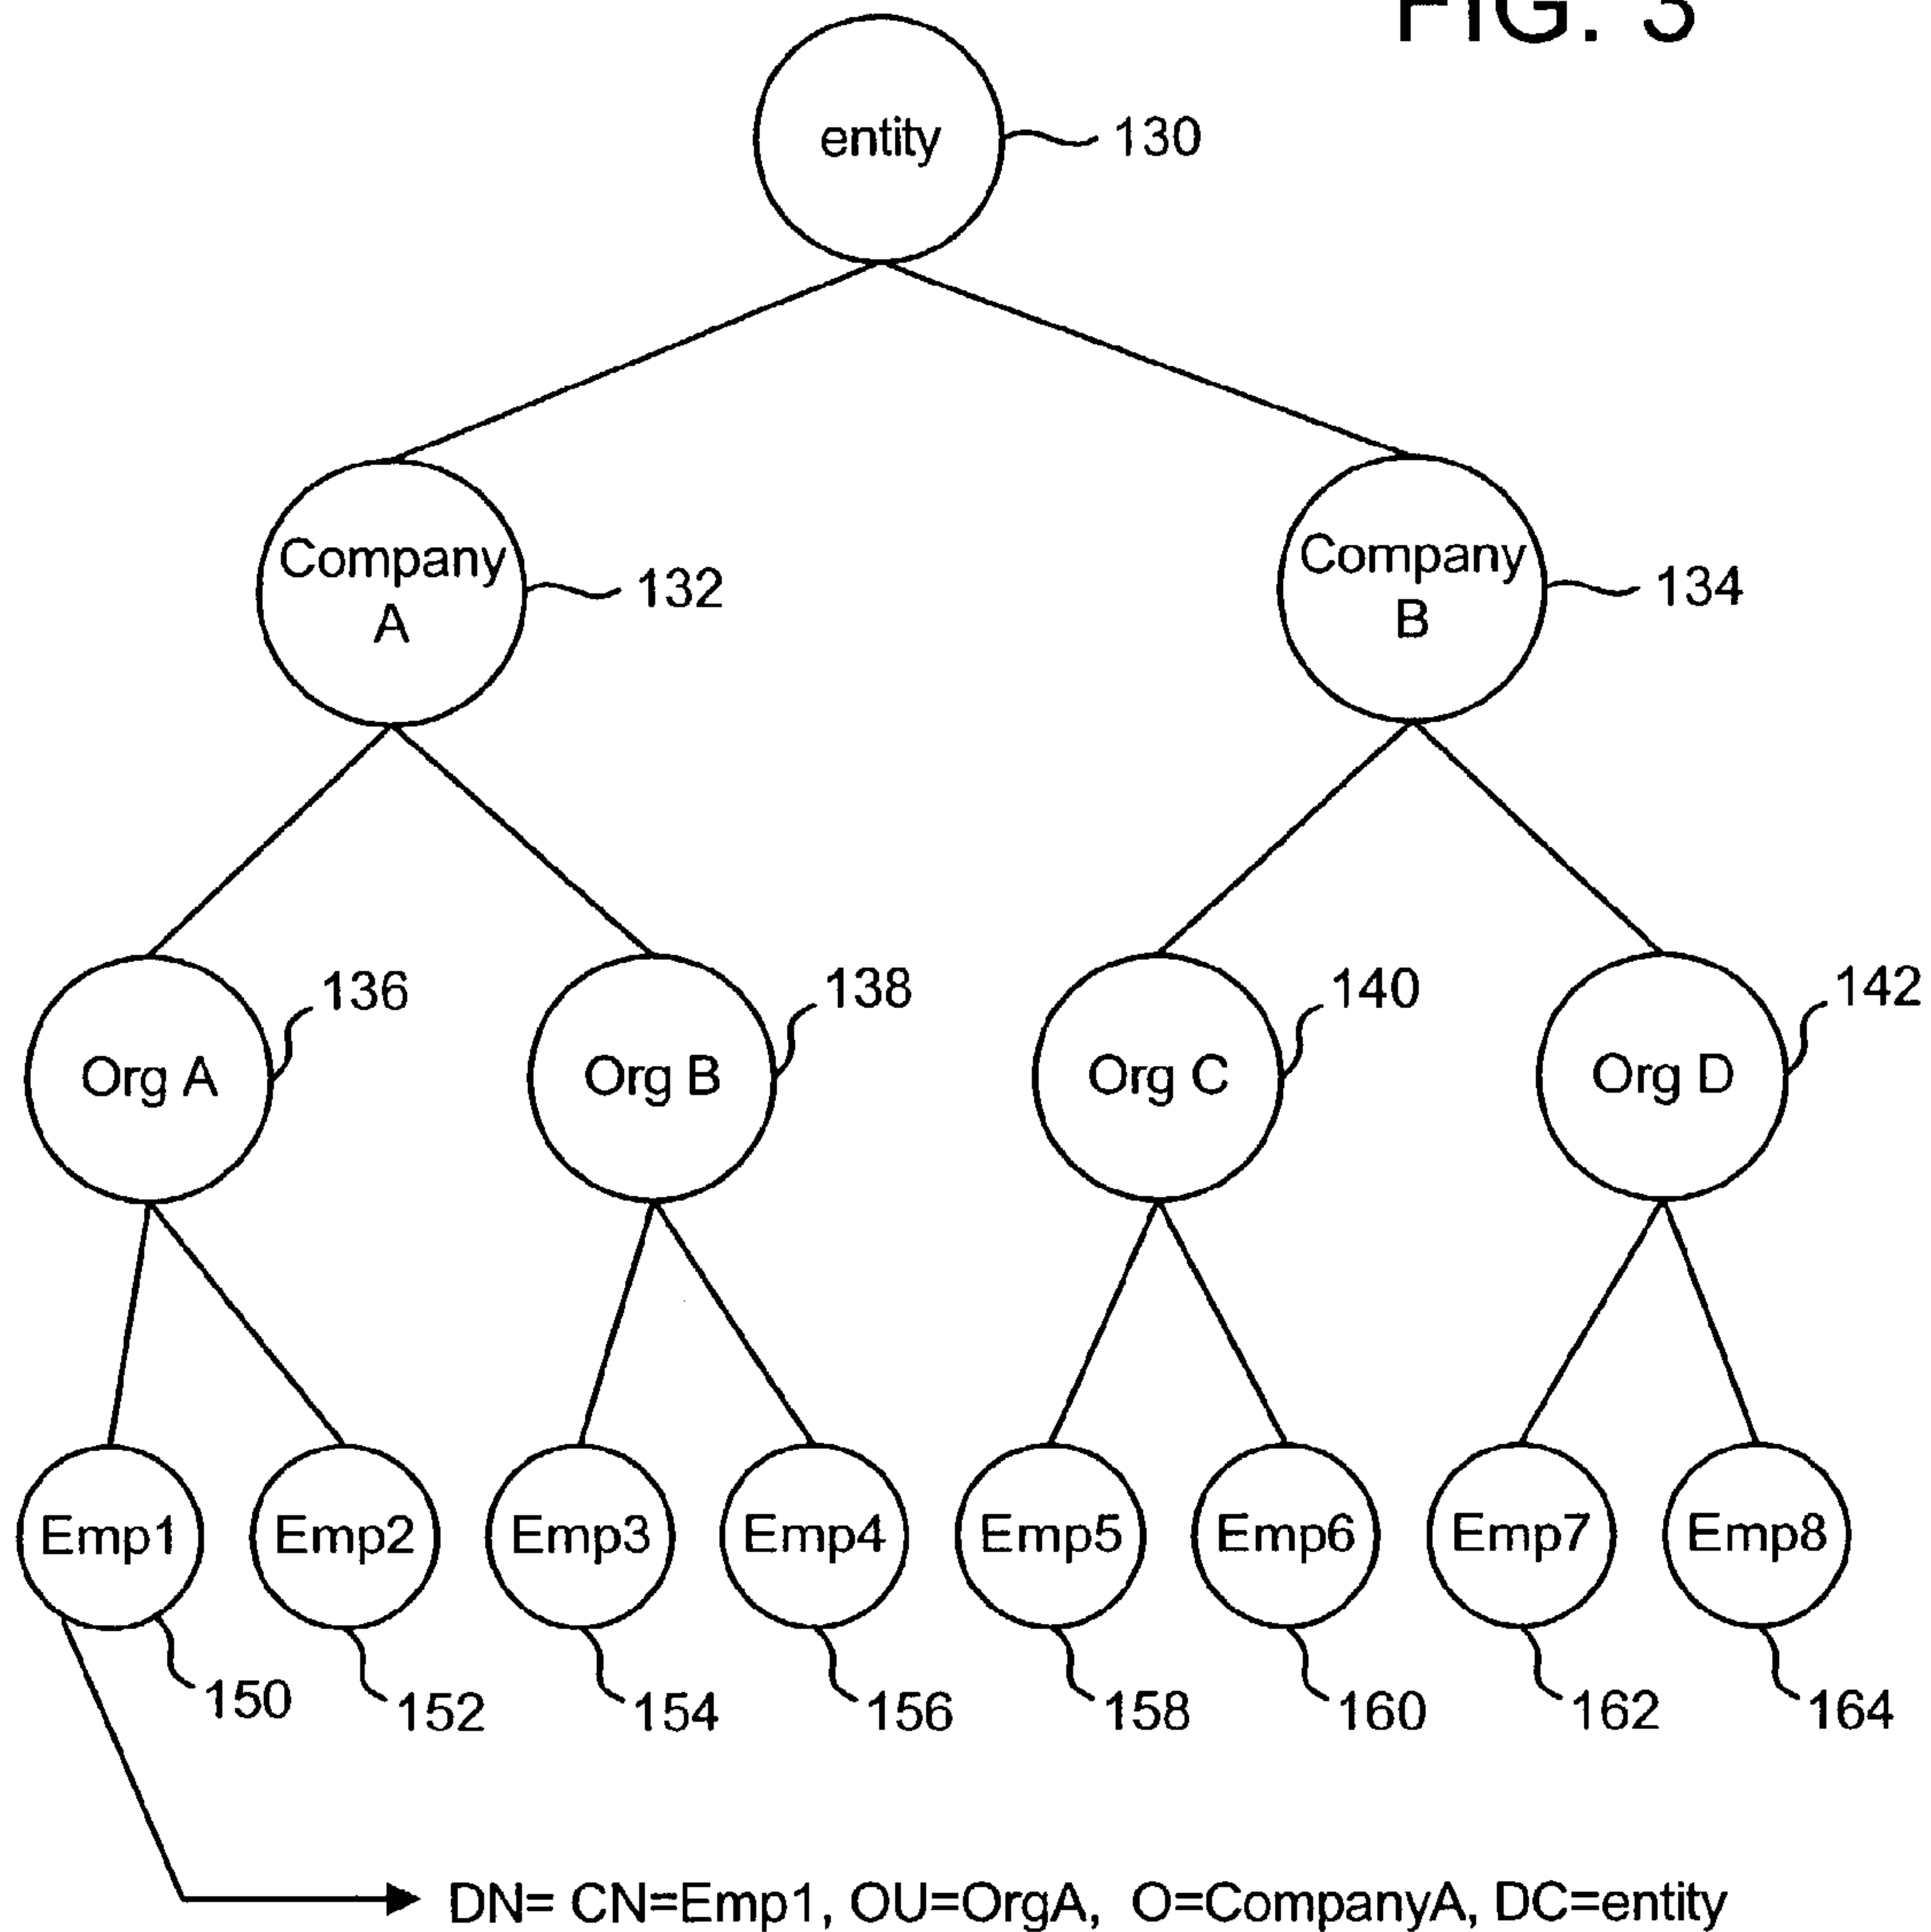 FIG. 3
entity
130
Company
A
132
Company
B
134
136
138
140
142
Org A
Org B
Org C
Org D
Emp1
Emp2
Emp3
Emp4
Emp5
Emp6
Emp7
Emp8
150
152
154
156
158
160
162
164
DN= CN=Emp1, OU=OrgA, O=CompanyA, DC=entity